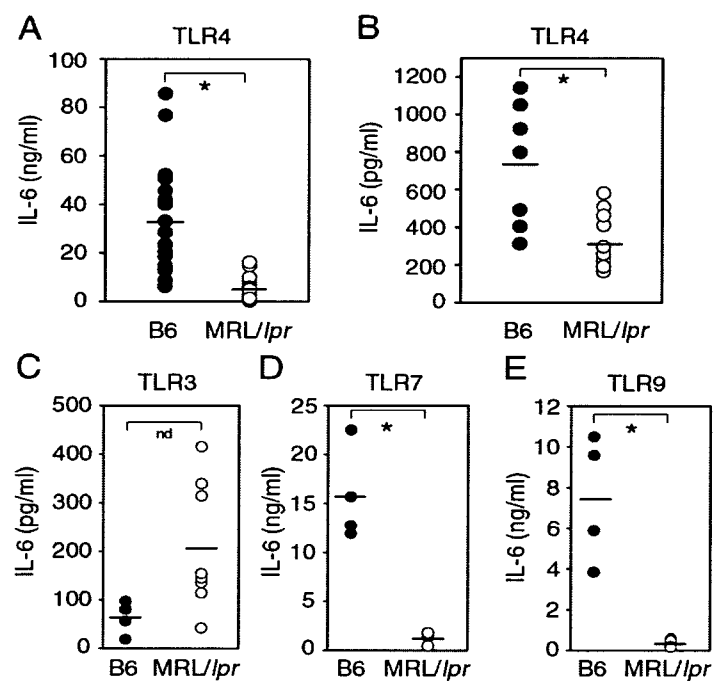 A
TLR4
IL-6 (ng/ml)
100
80
60
40
20
0
*
B6 MRL/lpr
B
TLR4
IL-6 (pg/ml)
1200
1000
800
600
400
200
0
*
B6 MRL/lpr
C
TLR3
IL-6 (pg/ml)
500
400
300
200
100
0
nd
B6 MRL/lpr
D
TLR7
IL-6 (ng/ml)
25
20
15
10
5
0
*
B6 MRL/lpr
E
TLR9
IL-6 (ng/ml)
12
10
8
6
4
2
0
*
B6 MRL/lpr